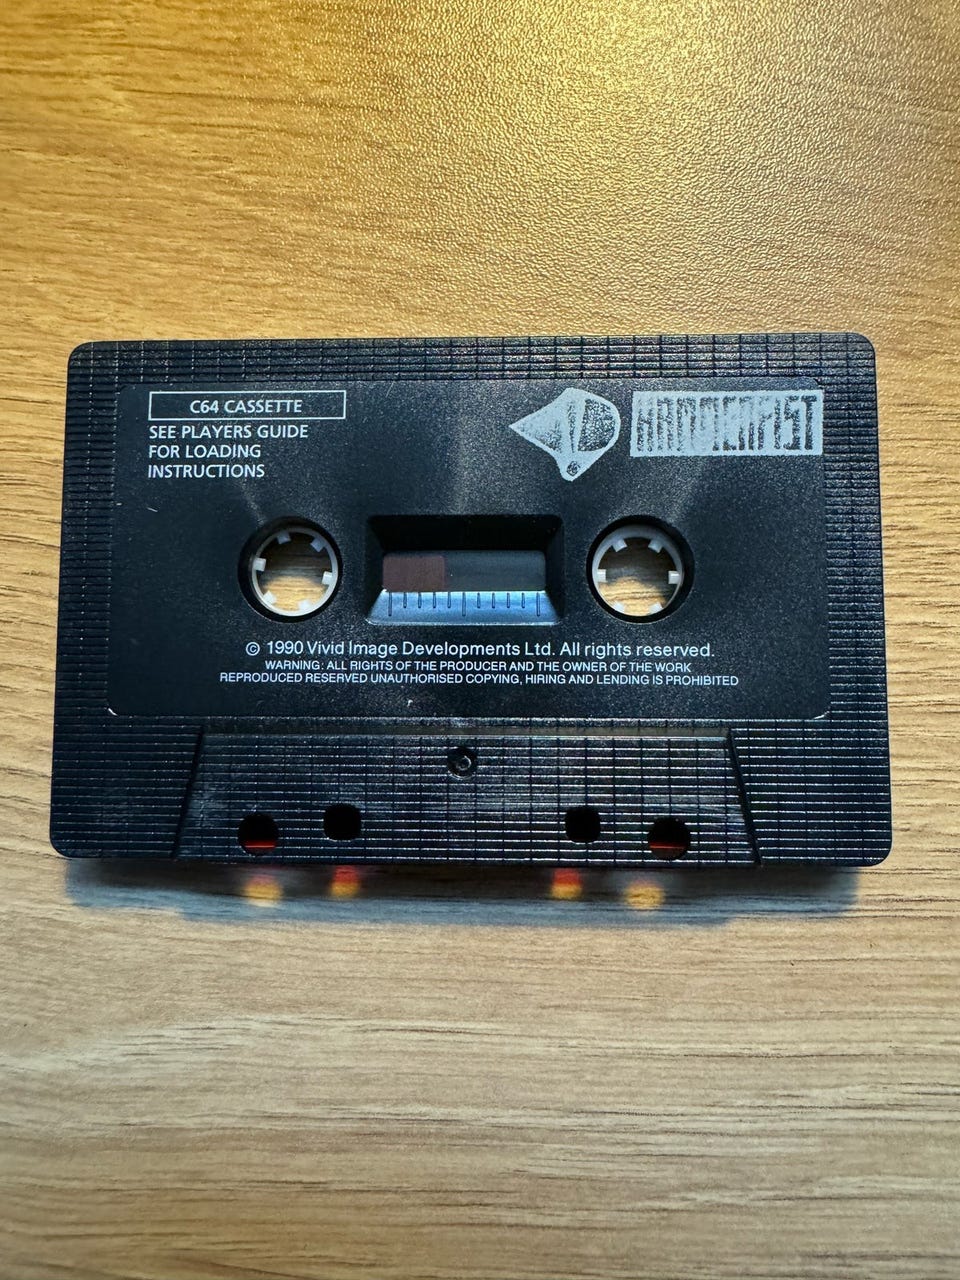 C64 CASSETTE
SEE PLAYERS GUIDE
FOR LOADING
INSTRUCTIONS
HAMMERFIST
© 1990 Vivid Image Developments Ltd. All rights reserved.
WARNING: ALL RIGHTS OF THE PRODUCER AND THE OWNER OF THE WORK
REPRODUCED RESERVED UNAUTHORISED COPYING, HIRING AND LENDING IS PROHIBITED